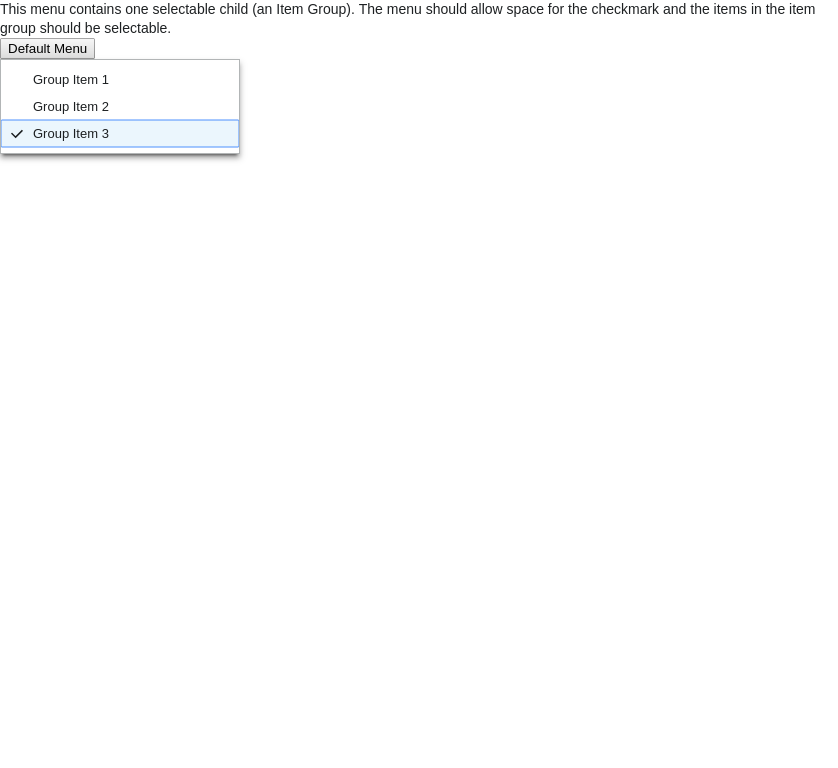 This menu contains one selectable child (an Item Group). The menu should allow space for the checkmark and the items in the item
group should be selectable.
Default Menu
Group Item 1
Group Item 2
Group Item 3